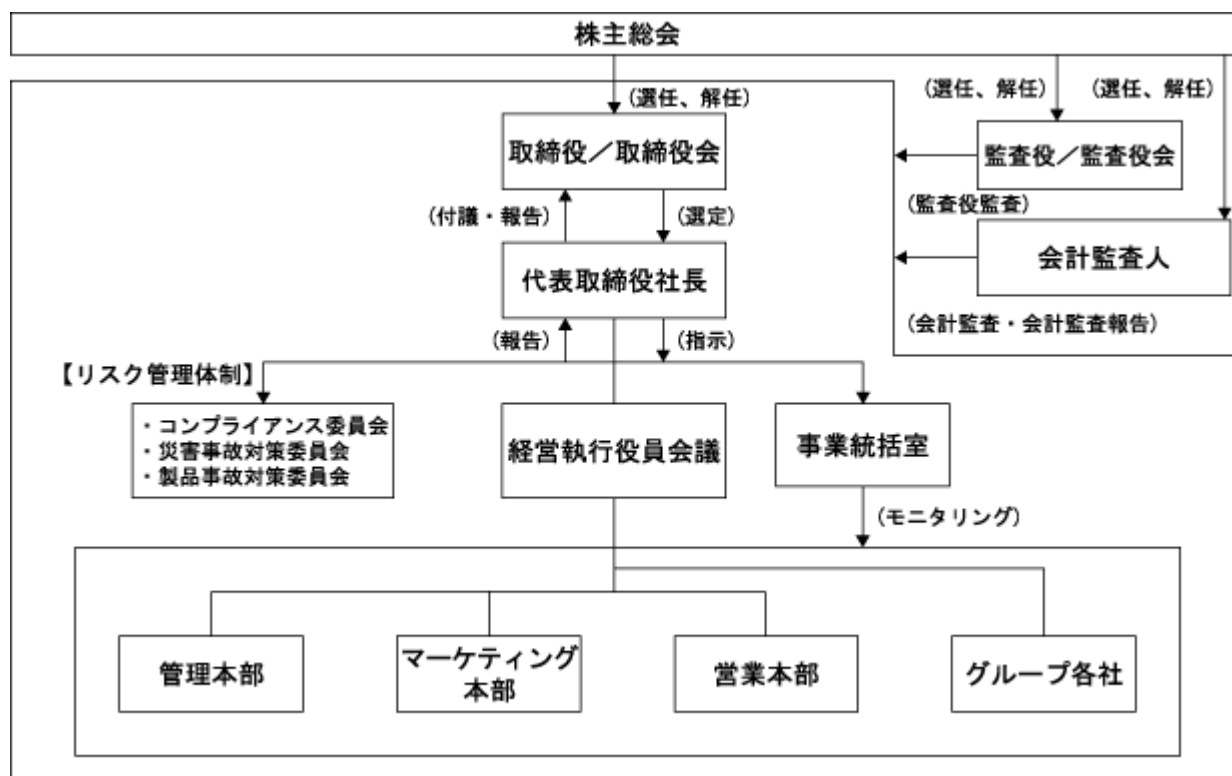 株主総会
(選任、解任)
(選任、解任)
(選任、解任)
取締役／取締役会
監査役／監査役会
(付議・報告)
(選定)
(監査役監査)
代表取締役社長
会計監査人
(報告)
(指示)
(会計監査・会計監査報告)
【リスク管理体制】
・コンプライアンス委員会
・災害事故対策委員会
・製品事故対策委員会
経営執行役員会議
事業統括室
(モニタリング)
管理本部
マーケティング
本部
営業本部
グループ各社